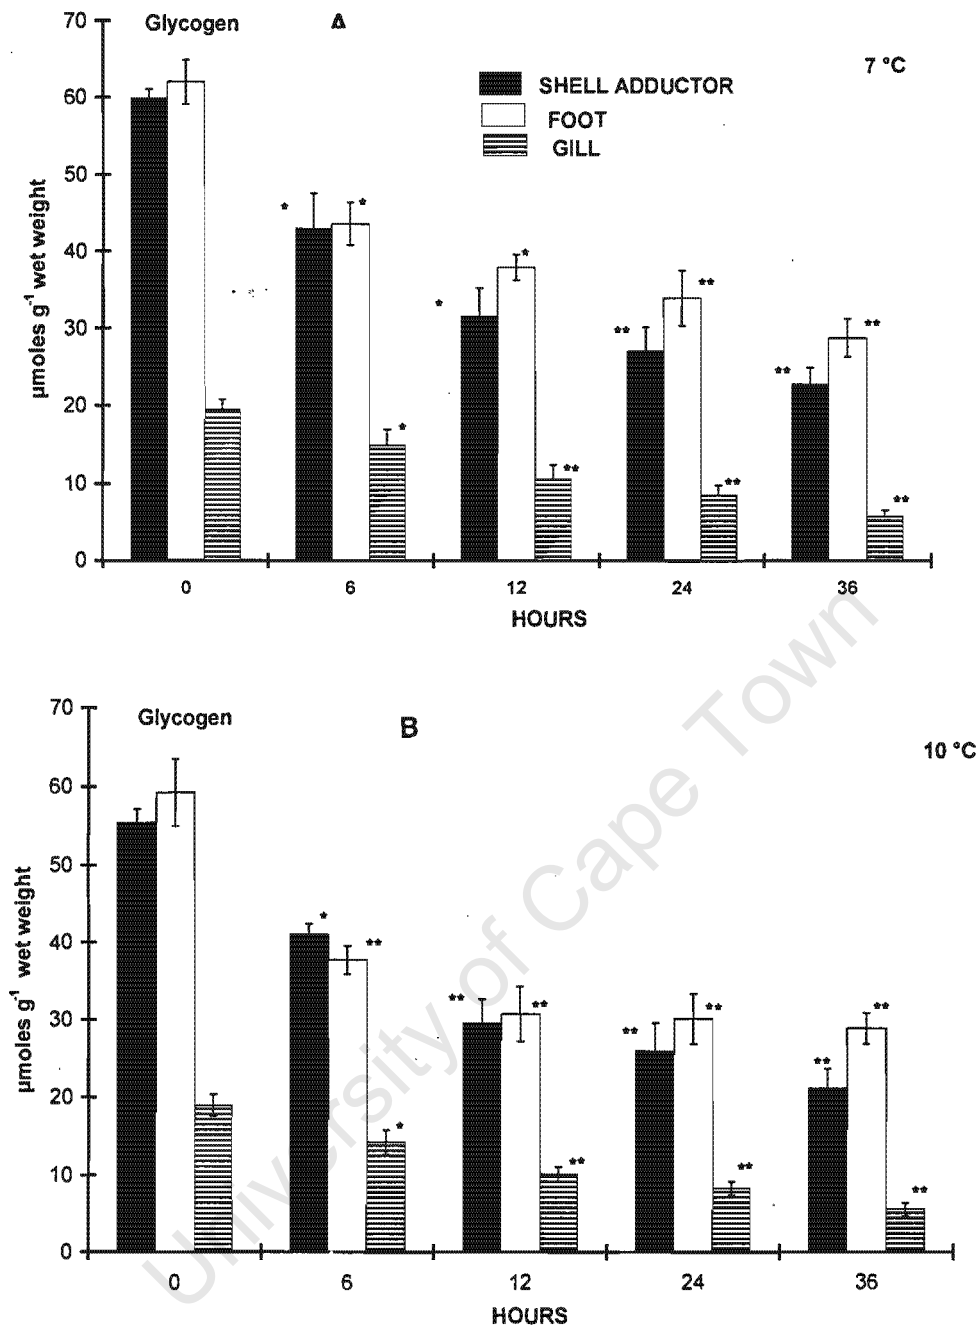 70
Glycogen
A
7 °C
SHELL ADDUCTOR
FOOT
GILL
60
50
40
30
20
10
0
µmoles g-1 wet weight
* *
* *
** **
** **
*
**
**
**
0 6 12 24 36
HOURS
70
Glycogen
B
10 °C
60
50
40
30
20
10
0
µmoles g-1 wet weight
* **
** **
** **
** **
*
**
**
**
0 6 12 24 36
HOURS
University of Cape Town